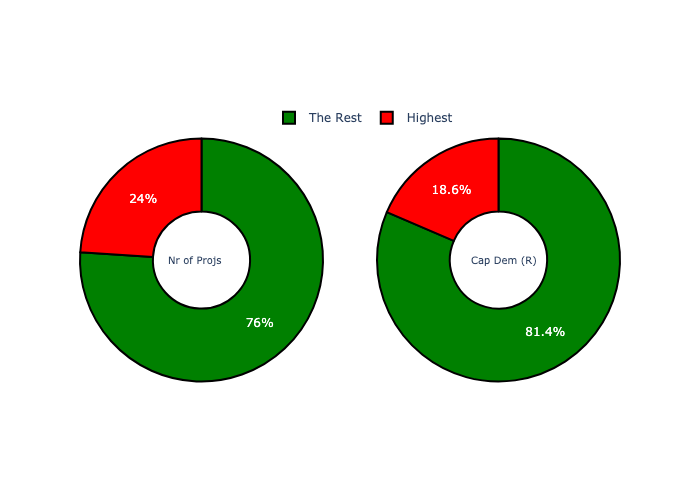 The Rest
Highest
24%
Nr of Projs
76%
18.6%
Cap Dem (R)
81.4%